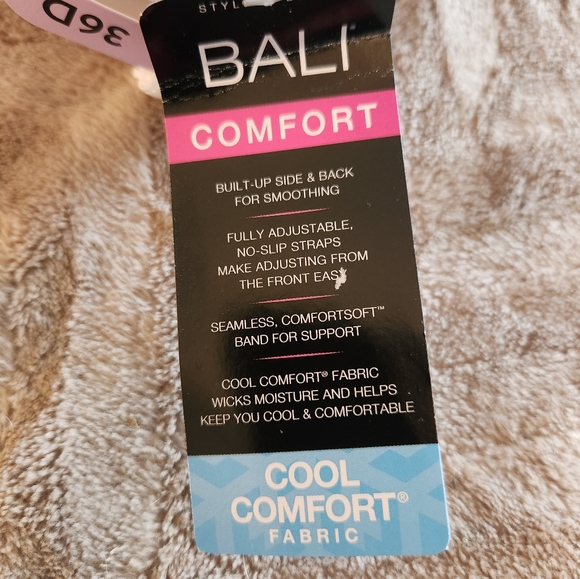 STYL
36D
BALI
COMFORT
BUILT-UP SIDE & BACK
FOR SMOOTHING
FULLY ADJUSTABLE,
NO-SLIP STRAPS
MAKE ADJUSTING FROM
THE FRONT EAS
SEAMLESS, COMFORTSOFT™
BAND FOR SUPPORT
COOL COMFORT® FABRIC
WICKS MOISTURE AND HELPS
KEEP YOU COOL & COMFORTABLE
COOL
COMFORT®
FABRIC